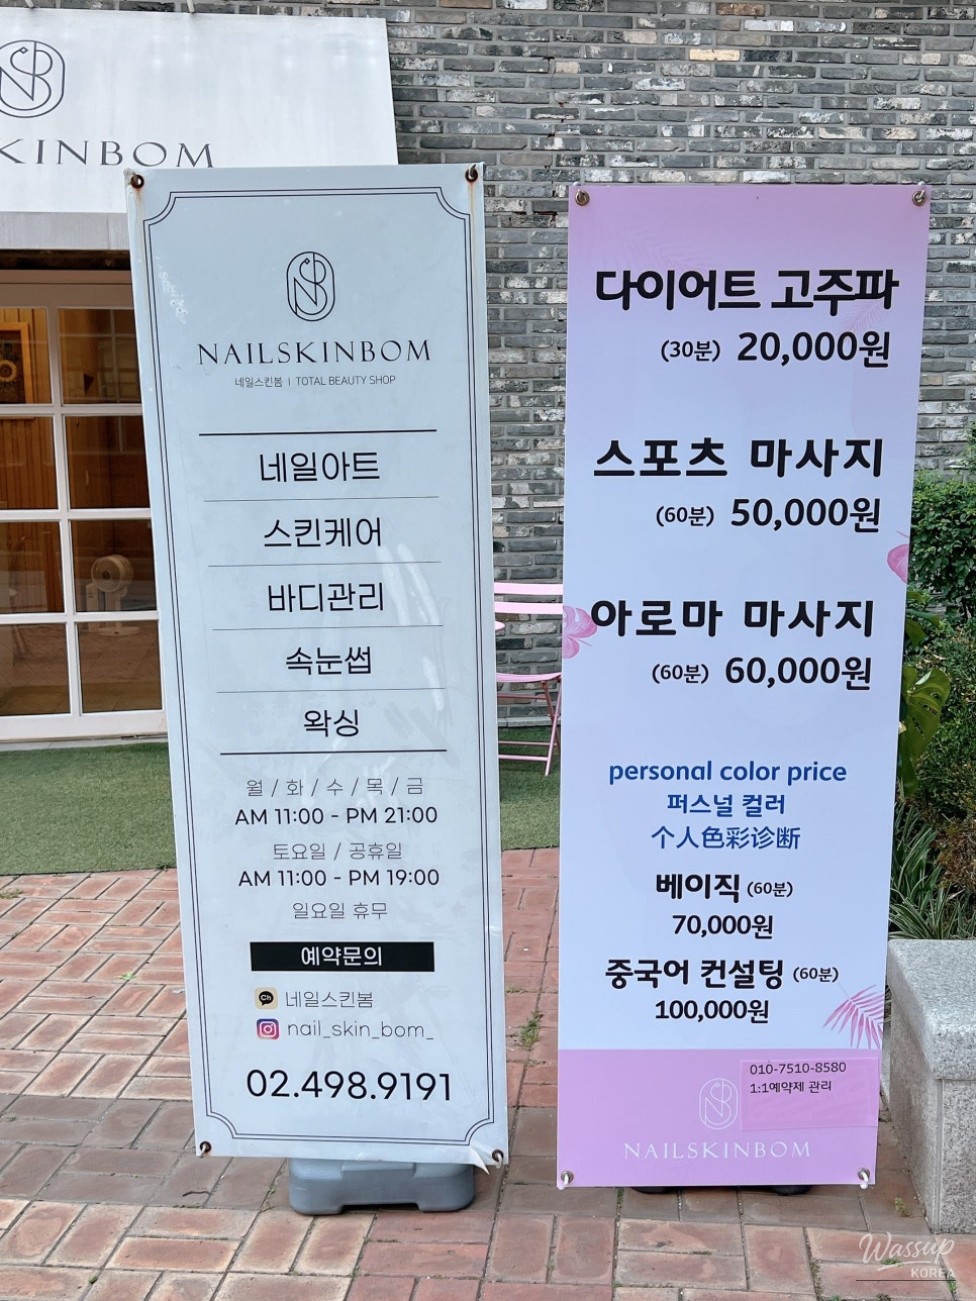 KINBOM
NAILSKINBOM
네일스킨봄 | TOTAL BEAUTY SHOP
네일아트
스킨케어
바디관리
속눈썹
왁싱
월 / 화 / 수 / 목 / 금
AM 11:00 - PM 21:00
토요일 / 공휴일
AM 11:00 - PM 19:00
일요일 휴무
예약문의
Ch 네일스킨봄
nail_skin_bom_
02.498.9191
다이어트 고주파
(30분) 20,000원
스포츠 마사지
(60분) 50,000원
아로마 마사지
(60분) 60,000원
personal color price
퍼스널 컬러
个人色彩诊断
베이직 (60분)
70,000원
중국어 컨설팅 (60분)
100,000원
010-7510-8580
1:1예약제 관리
NAILSKINBOM
Wassup
KOREA